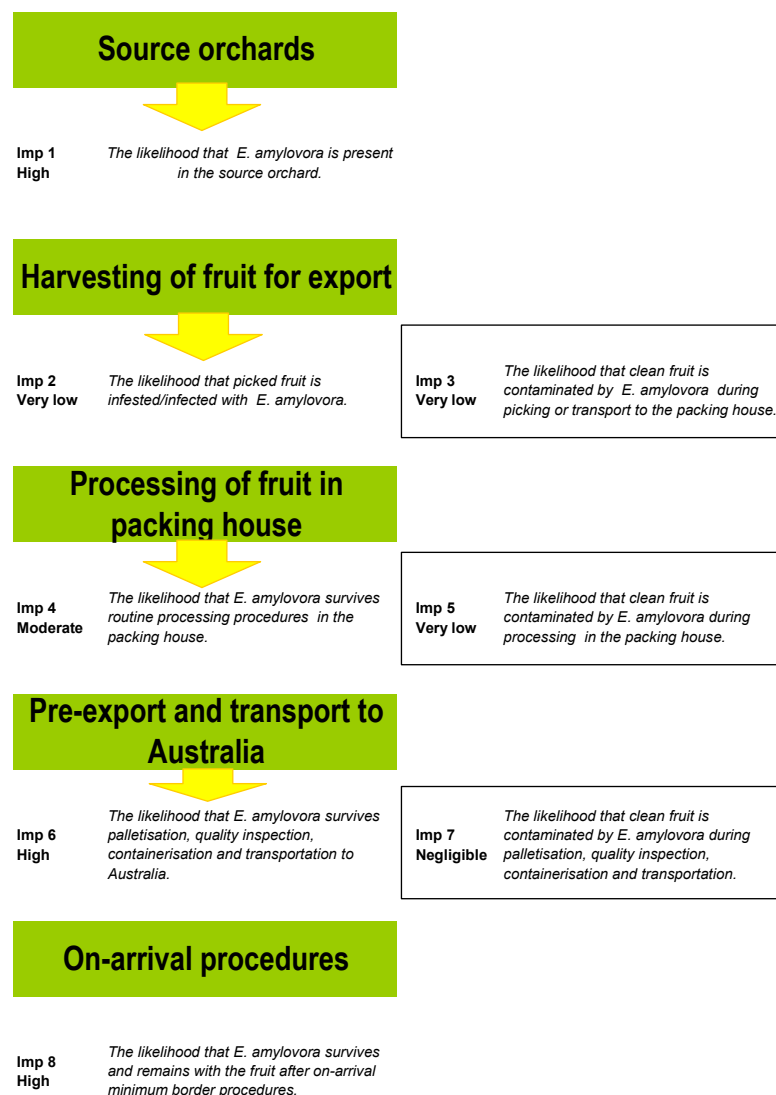 Source orchards
Imp 1
High
The likelihood that E. amylovora is present
in the source orchard.
Harvesting of fruit for export
Imp 2
Very low
The likelihood that picked fruit is
infested/infected with E. amylovora.
Imp 3
Very low
The likelihood that clean fruit is
contaminated by E. amylovora during
picking or transport to the packing house.
Processing of fruit in
packing house
Imp 4
Moderate
The likelihood that E. amylovora survives
routine processing procedures in the
packing house.
Imp 5
Very low
The likelihood that clean fruit is
contaminated by E. amylovora during
processing in the packing house.
Pre-export and transport to
Australia
Imp 6
High
The likelihood that E. amylovora survives
palletisation, quality inspection,
containerisation and transportation to
Australia.
Imp 7
Negligible
The likelihood that clean fruit is
contaminated by E. amylovora during
palletisation, quality inspection,
containerisation and transportation.
On-arrival procedures
Imp 8
High
The likelihood that E. amylovora survives
and remains with the fruit after on-arrival
minimum border procedures.